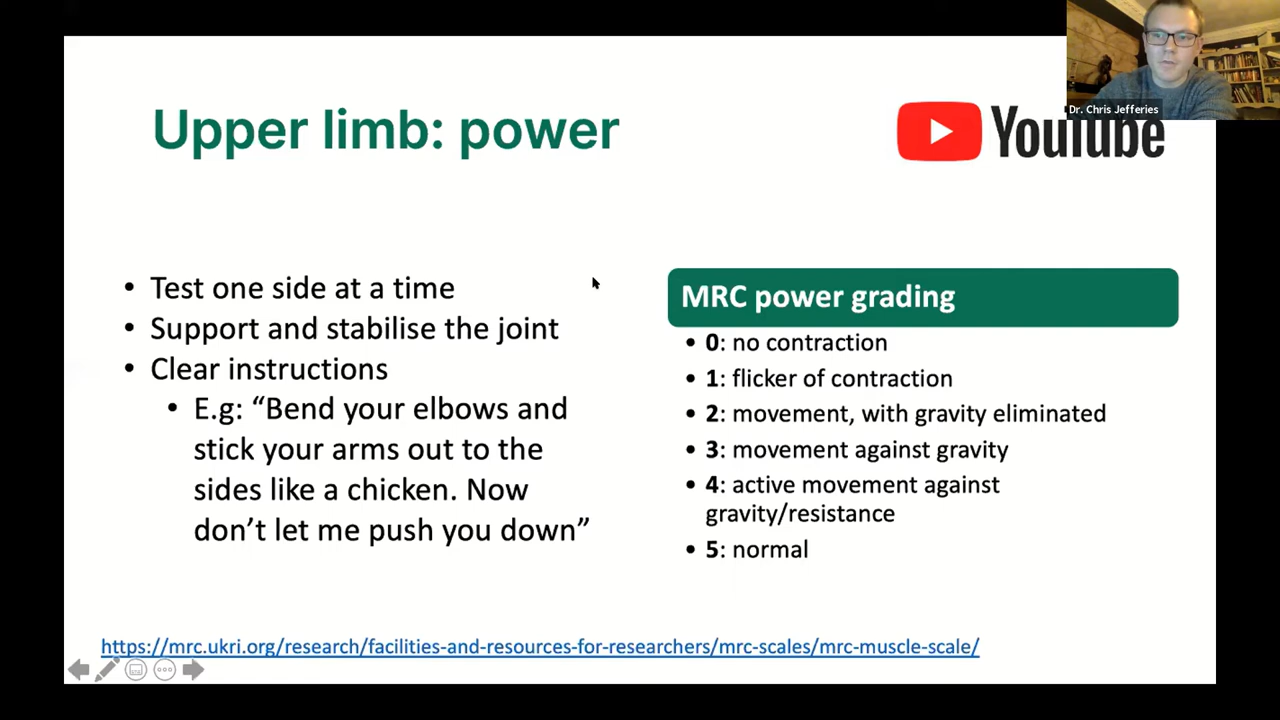 Dr. Chris Jefferies
Upper limb: power
YouTube
• Test one side at a time
• Support and stabilise the joint
• Clear instructions
• E.g: “Bend your elbows and
stick your arms out to the
sides like a chicken. Now
don’t let me push you down”
MRC power grading
• 0: no contraction
• 1: flicker of contraction
• 2: movement, with gravity eliminated
• 3: movement against gravity
• 4: active movement against
gravity/resistance
• 5: normal
https://mrc.ukri.org/research/facilities-and-resources-for-researchers/mrc-scales/mrc-muscle-scale/